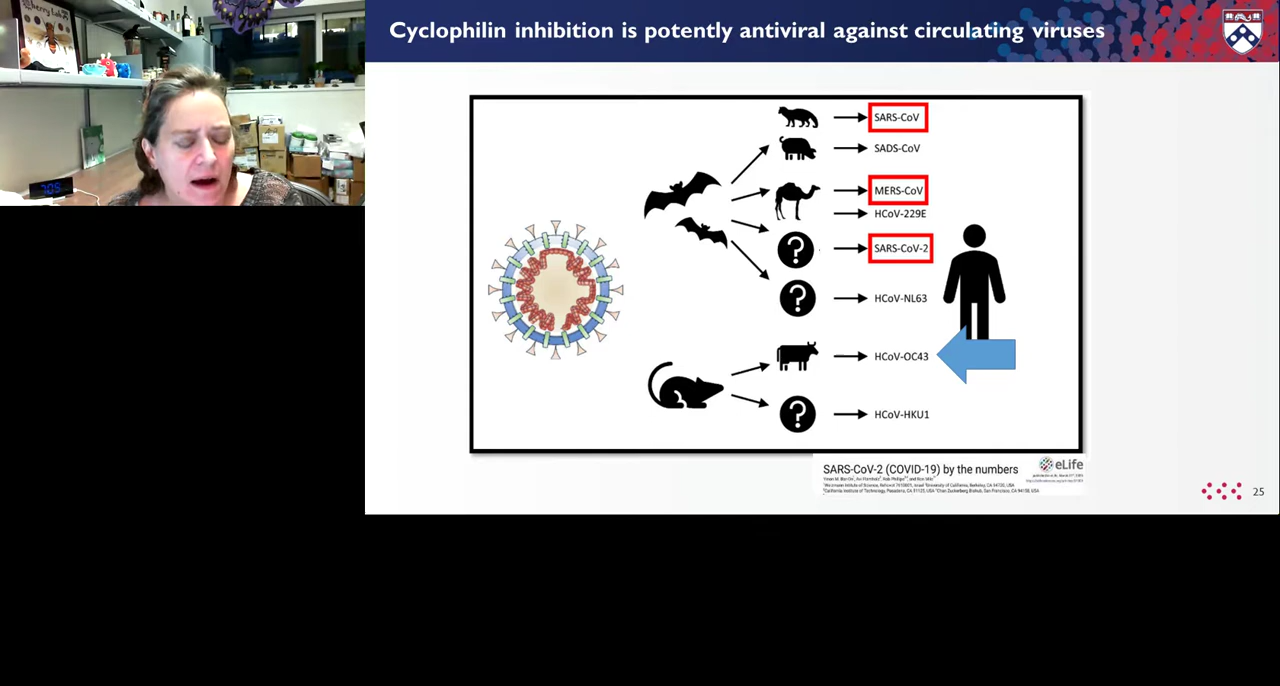 Cyclophilin inhibition is potently antiviral against circulating viruses
SARS-CoV
SADS-CoV
MERS-CoV
HCoV-229E
SARS-CoV-2
HCoV-NL63
HCoV-OC43
HCoV-HKU1
?
?
?
SARS-CoV-2 (COVID-19) by the numbers
eLife
25